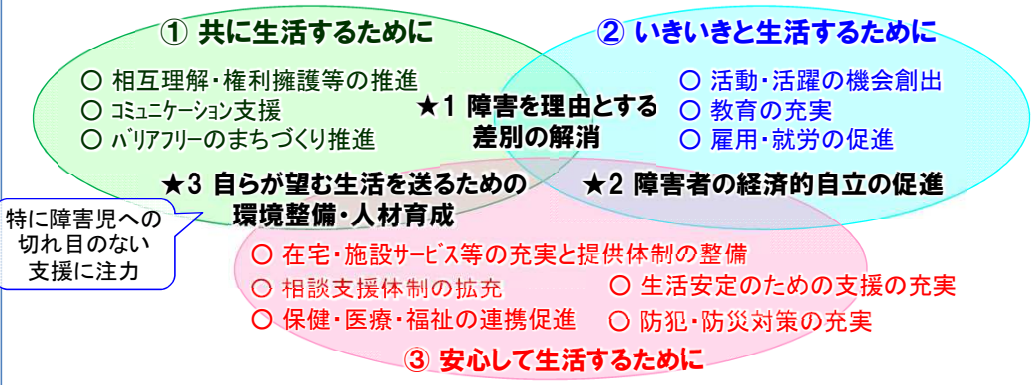 ① 共に生活するために
○ 相互理解・権利擁護等の推進
○ コミュニケーション支援
○ バリアフリーのまちづくり推進
② いきいきと生活するために
○ 活動・活躍の機会創出
○ 教育の充実
○ 雇用・就労の促進
★1 障害を理由とする
差別の解消
★3 自らが望む生活を送るための
環境整備・人材育成
★2 障害者の経済的自立の促進
特に障害児への
切れ目のない
支援に注力
○ 在宅・施設サービス等の充実と提供体制の整備
○ 相談支援体制の拡充
○ 生活安定のための支援の充実
○ 保健・医療・福祉の連携促進
○ 防犯・防災対策の充実
③ 安心して生活するために